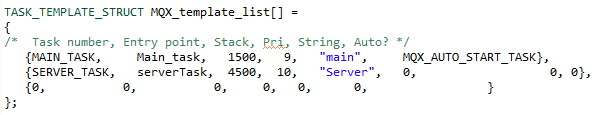 TASK_TEMPLATE_STRUCT MQX_template_list[] =
{
/*  Task number, Entry point, Stack, Pri, String, Auto? */
   {MAIN_TASK,     Main_task,   1500,  9,   "main",     MQX_AUTO_START_TASK},
   {SERVER_TASK,   serverTask,  4500,  10,   "Server",   0,                   0, 0},
   {0,           0,            0,     0,   0,       0,                 }
};